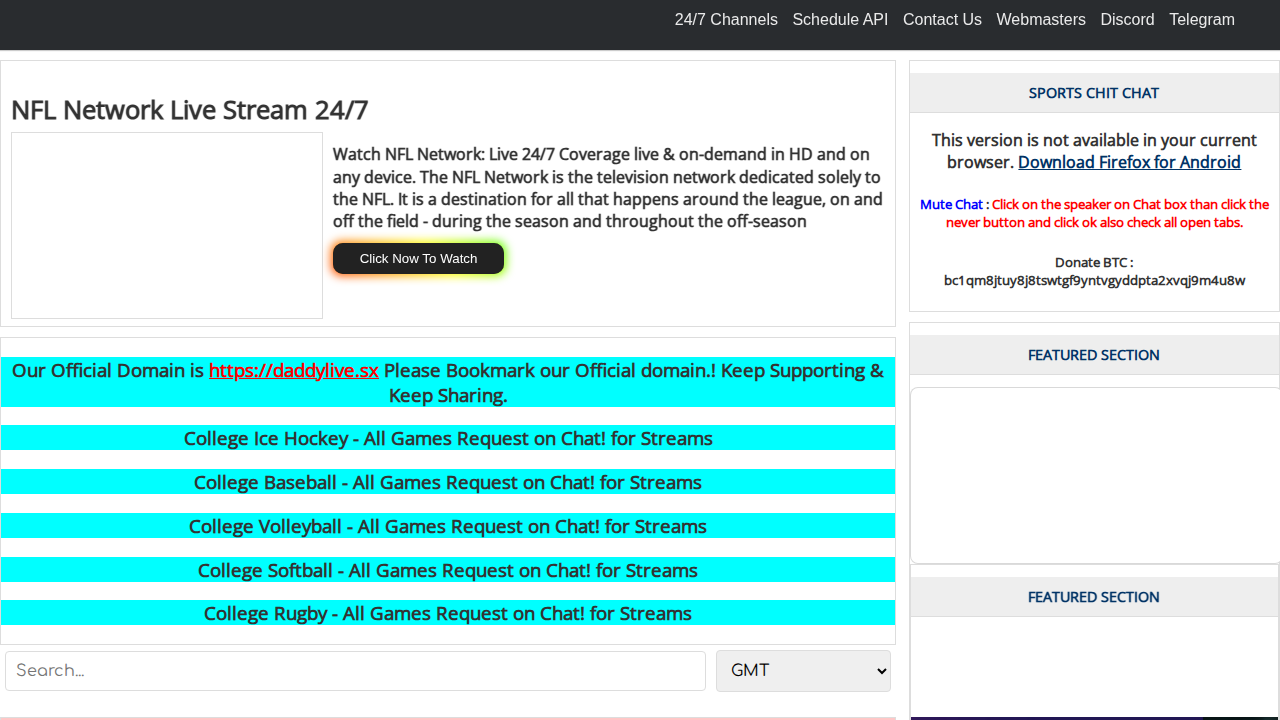 24/7 Channels Schedule API Contact Us Webmasters Discord Telegram
NFL Network Live Stream 24/7
Watch NFL Network: Live 24/7 Coverage live & on-demand in HD and on
any device. The NFL Network is the television network dedicated solely to
the NFL. It is a destination for all that happens around the league, on and
off the field - during the season and throughout the off-season
Click Now To Watch
Our Official Domain is https://daddylive.sx Please Bookmark our Official domain.! Keep Supporting &
Keep Sharing.
College Ice Hockey - All Games Request on Chat! for Streams
College Baseball - All Games Request on Chat! for Streams
College Volleyball - All Games Request on Chat! for Streams
College Softball - All Games Request on Chat! for Streams
College Rugby - All Games Request on Chat! for Streams
Search...
GMT
SPORTS CHIT CHAT
This version is not available in your current
browser. Download Firefox for Android
Mute Chat : Click on the speaker on Chat box than click the
never button and click ok also check all open tabs.
Donate BTC :
bc1qm8jtuy8j8tswtgf9yntvgyddpta2xvqj9m4u8w
FEATURED SECTION
FEATURED SECTION